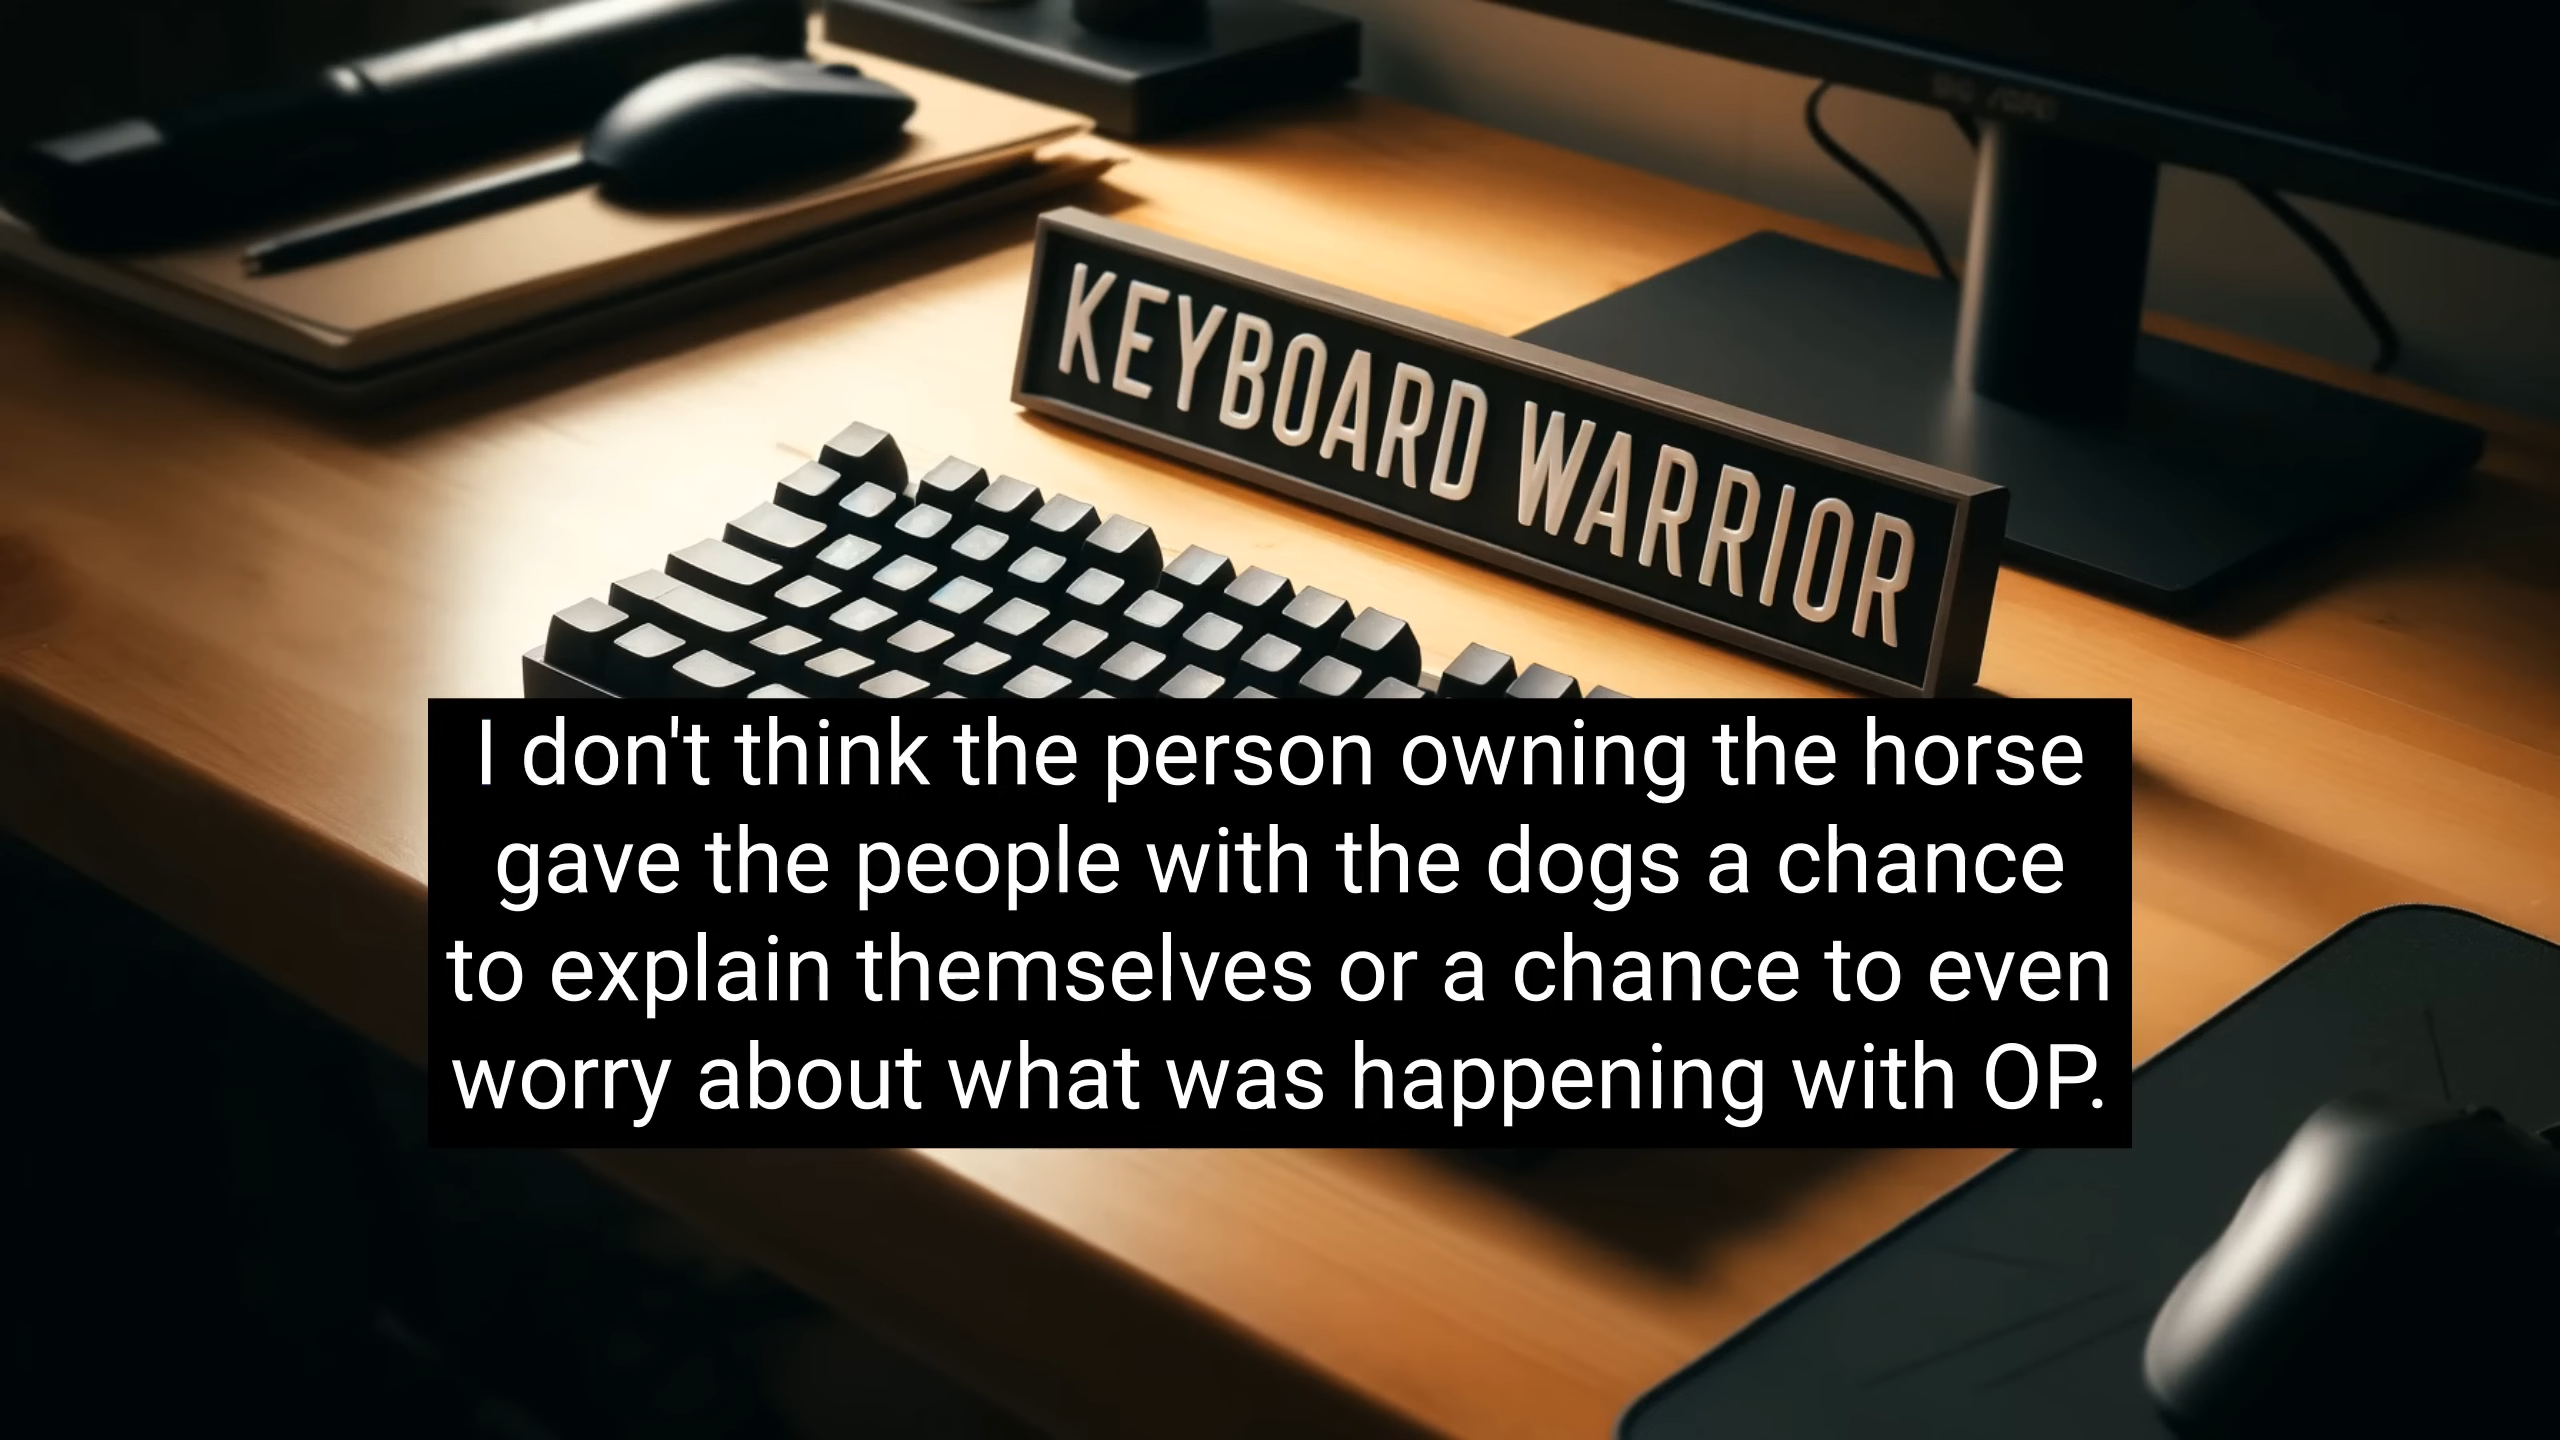 KEYBOARD WARRIOR
I don't think the person owning the horse
gave the people with the dogs a chance
to explain themselves or a chance to even
worry about what was happening with OP.